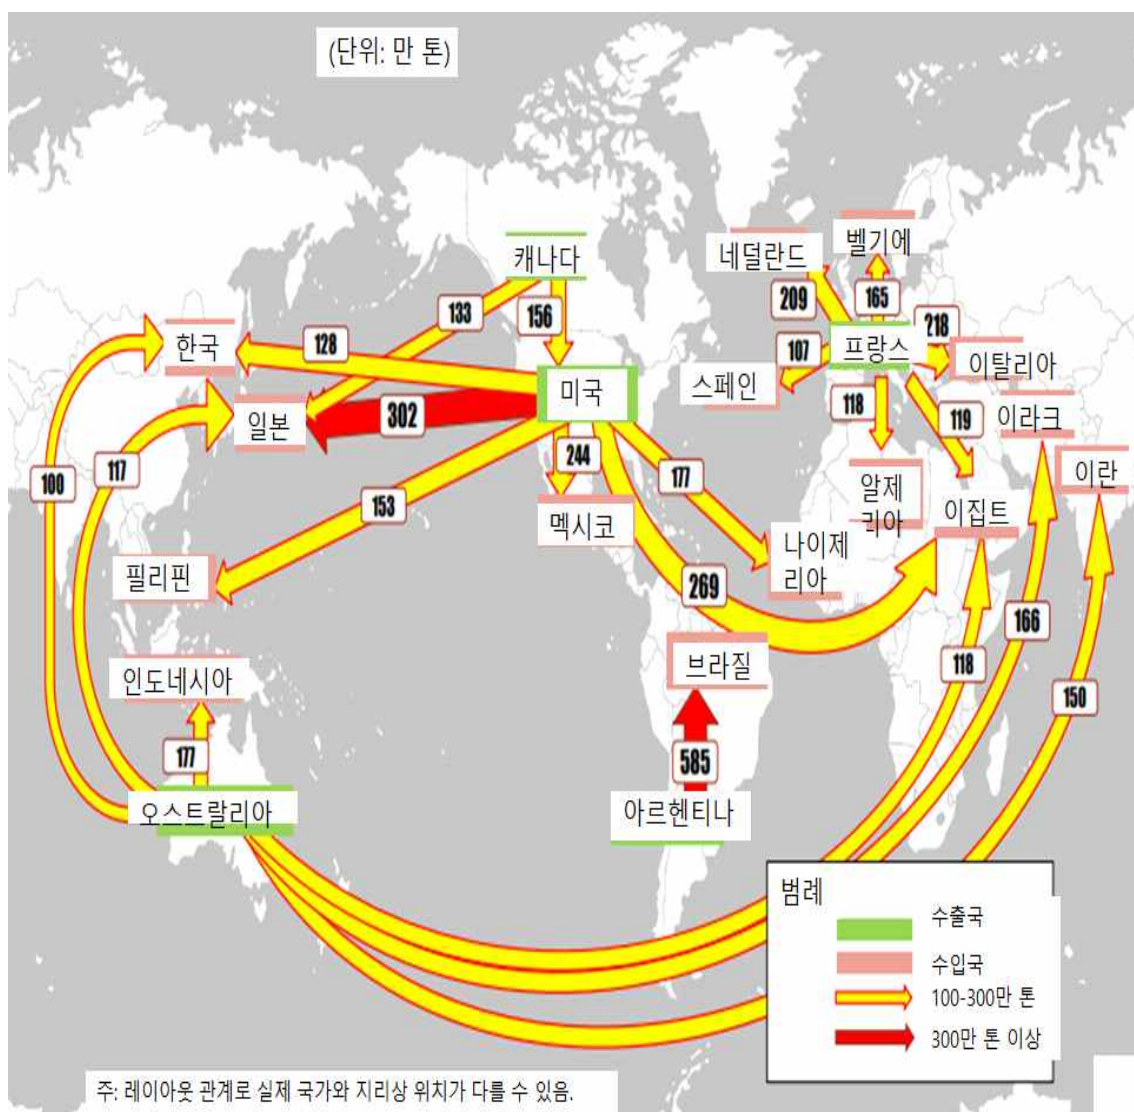 (단위: 만 톤)
캐나다
네덜란드
벨기에
133
156
209
165
218
한국
128
프랑스
107
이탈리아
스페인
미국
일본
302
118
119
이라크
244
177
이란
100
117
153
알제
리아
이집트
멕시코
나이제
리아
필리핀
269
166
브라질
118
인도네시아
150
177
585
오스트랄리아
아르헨티나
범례
수출국
수입국
100-300만 톤
300만 톤 이상
주: 레이아웃 관계로 실제 국가와 지리상 위치가 다를 수 있음.